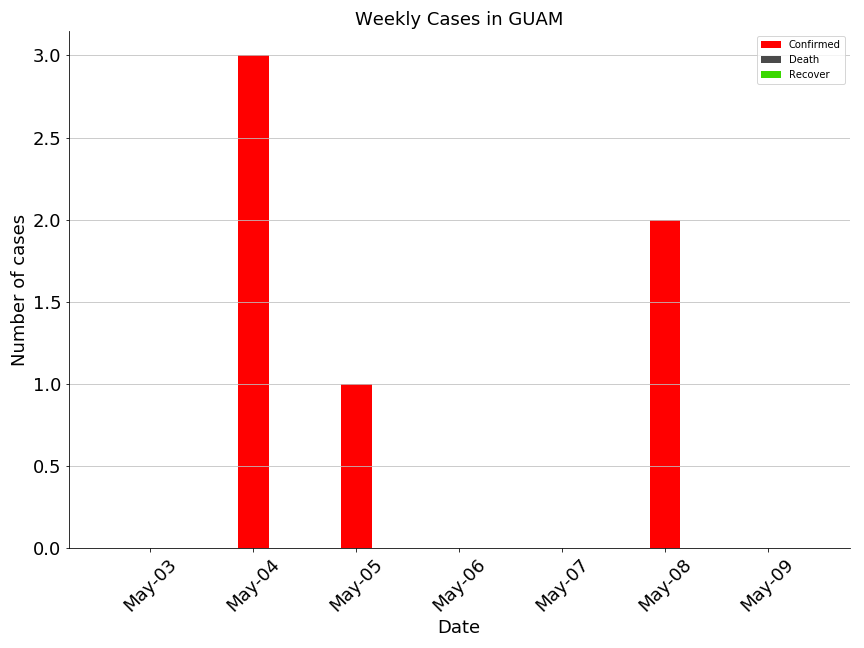 Weekly Cases in GUAM
Confirmed
Death
Recover
Number of cases
3.0
2.5
2.0
1.5
1.0
0.5
0.0
May-03
May-04
May-05
May-06
May-07
May-08
May-09
Date